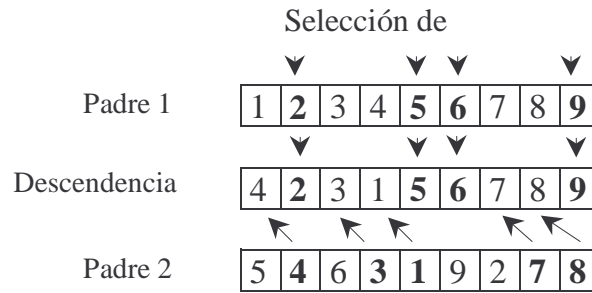 Selección de
Padre 1 1 2 3 4 5 6 7 8 9
Descendencia 4 2 3 1 5 6 7 8 9
Padre 2 5 4 6 3 1 9 2 7 8